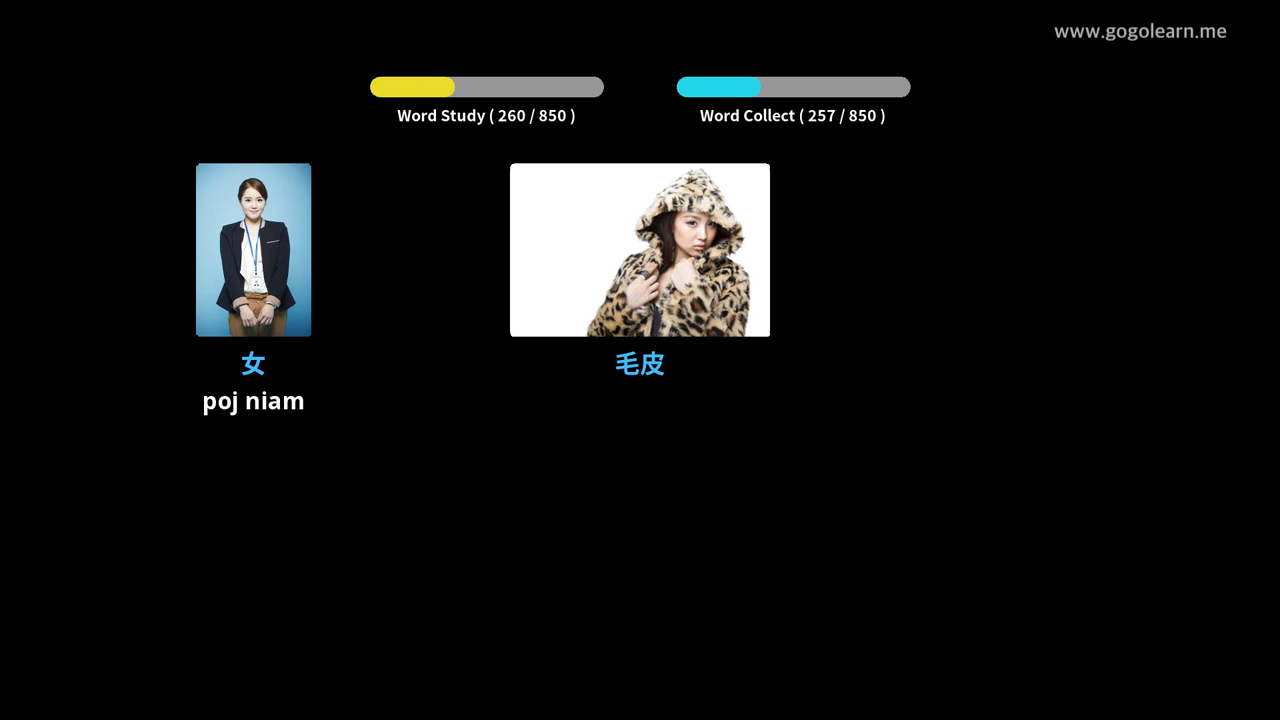 www.gogolearn.me
Word Study ( 260 / 850 )
Word Collect ( 257 / 850 )
女
poj niam
毛皮